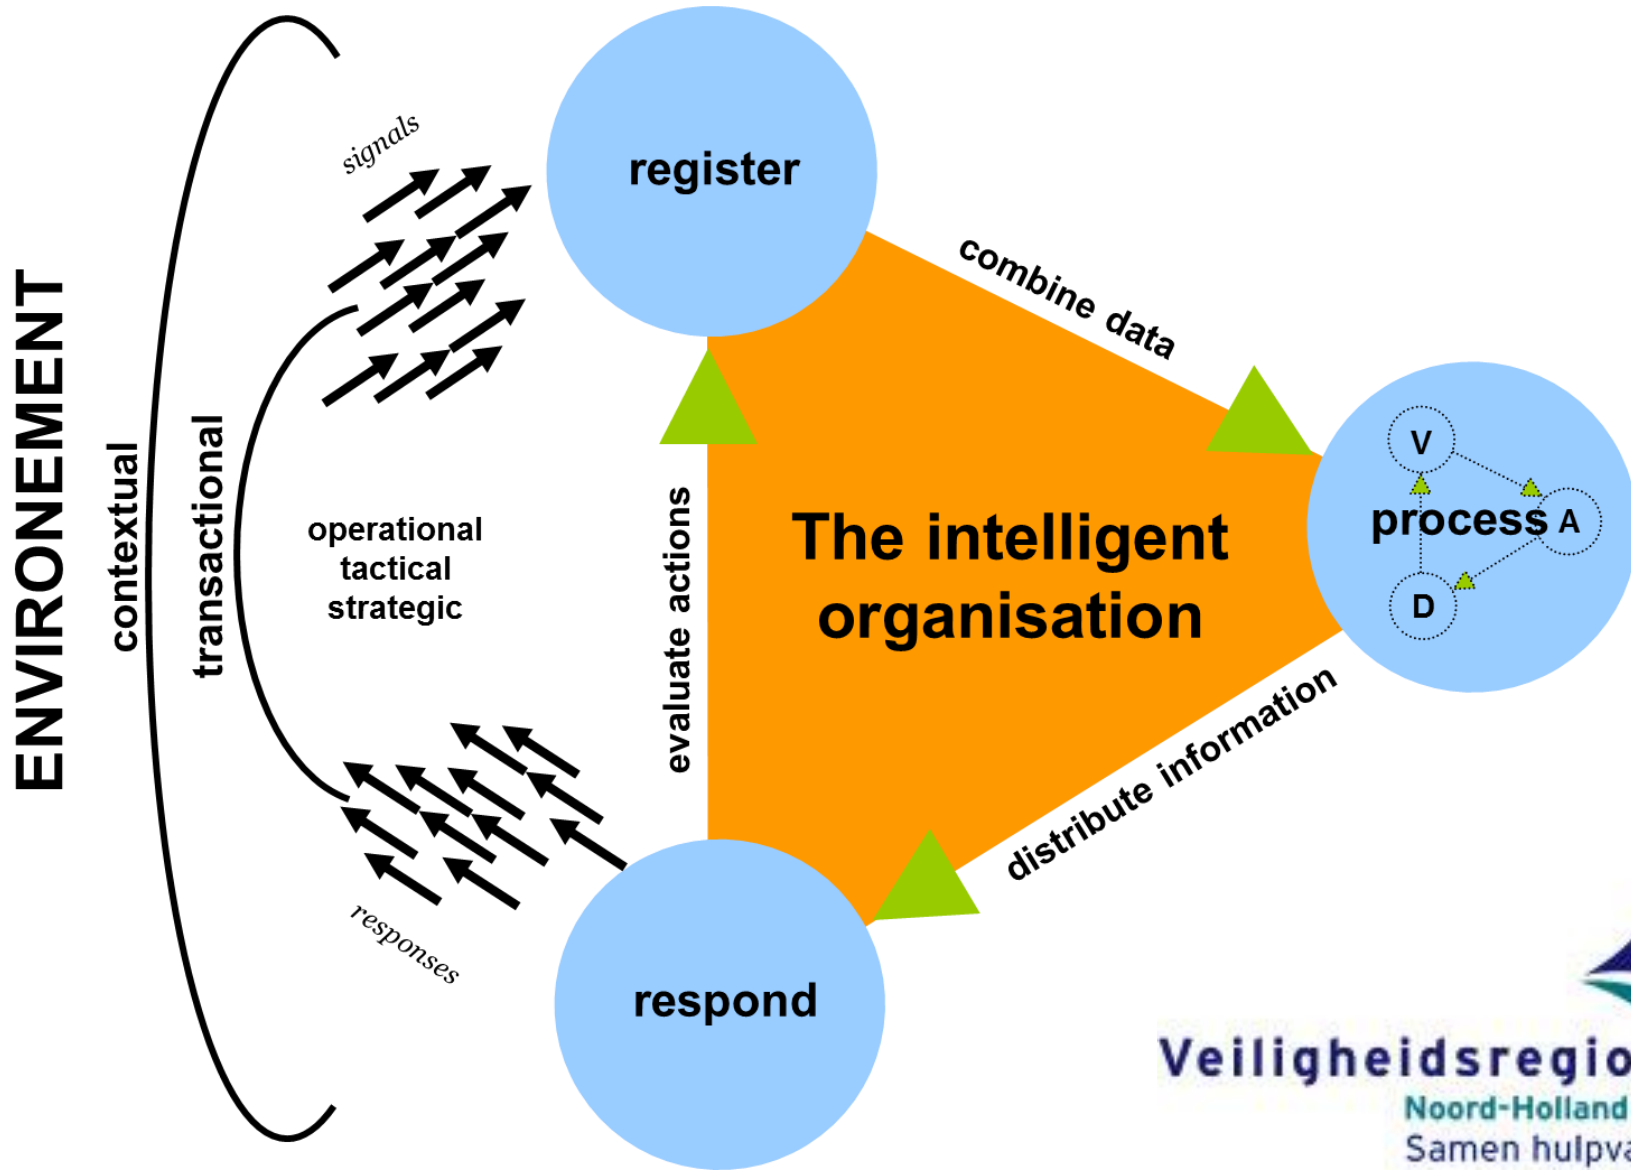 ENVIRONEMENT
contextual
transactional
signals
operational
tactical
strategic
responses
register
combine data
evaluate actions
The intelligent
organisation
V
process
A
D
distribute information
respond
Noord-Holland
Samen